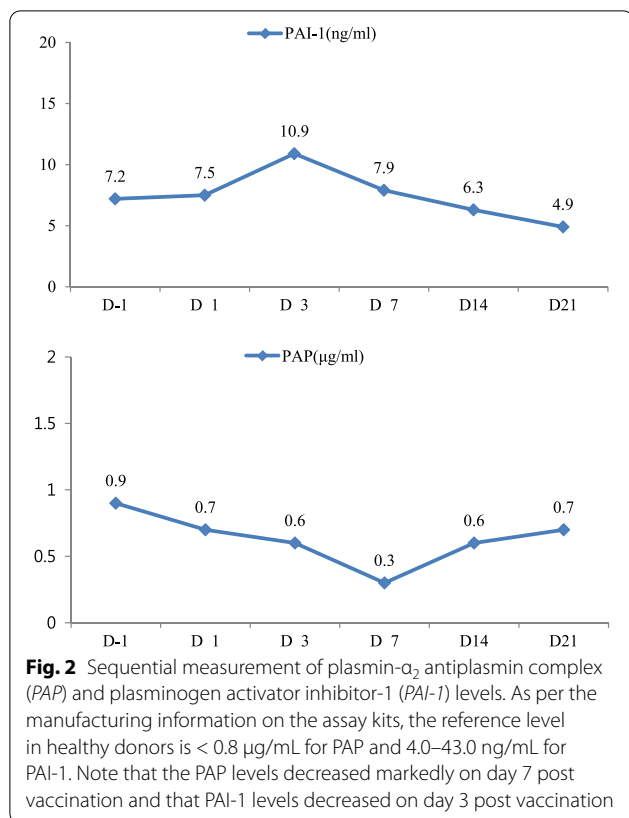 PAI-1(ng/ml)
20
15
10
5
0
7.2
7.5
10.9
7.9
6.3
4.9
D-1 D 1 D 3 D 7 D14 D21
PAP(μg/ml)
2
1.5
1
0.5
0
0.9
0.7
0.6
0.3
0.6
0.7
D-1 D 1 D 3 D 7 D14 D21
Fig. 2 Sequential measurement of plasmin-α₂ antiplasmin complex
(PAP) and plasminogen activator inhibitor-1 (PAI-1) levels. As per the
manufacturing information on the assay kits, the reference level
in healthy donors is < 0.8 μg/mL for PAP and 4.0–43.0 ng/mL for
PAI-1. Note that the PAP levels decreased markedly on day 7 post
vaccination and that PAI-1 levels decreased on day 3 post vaccination